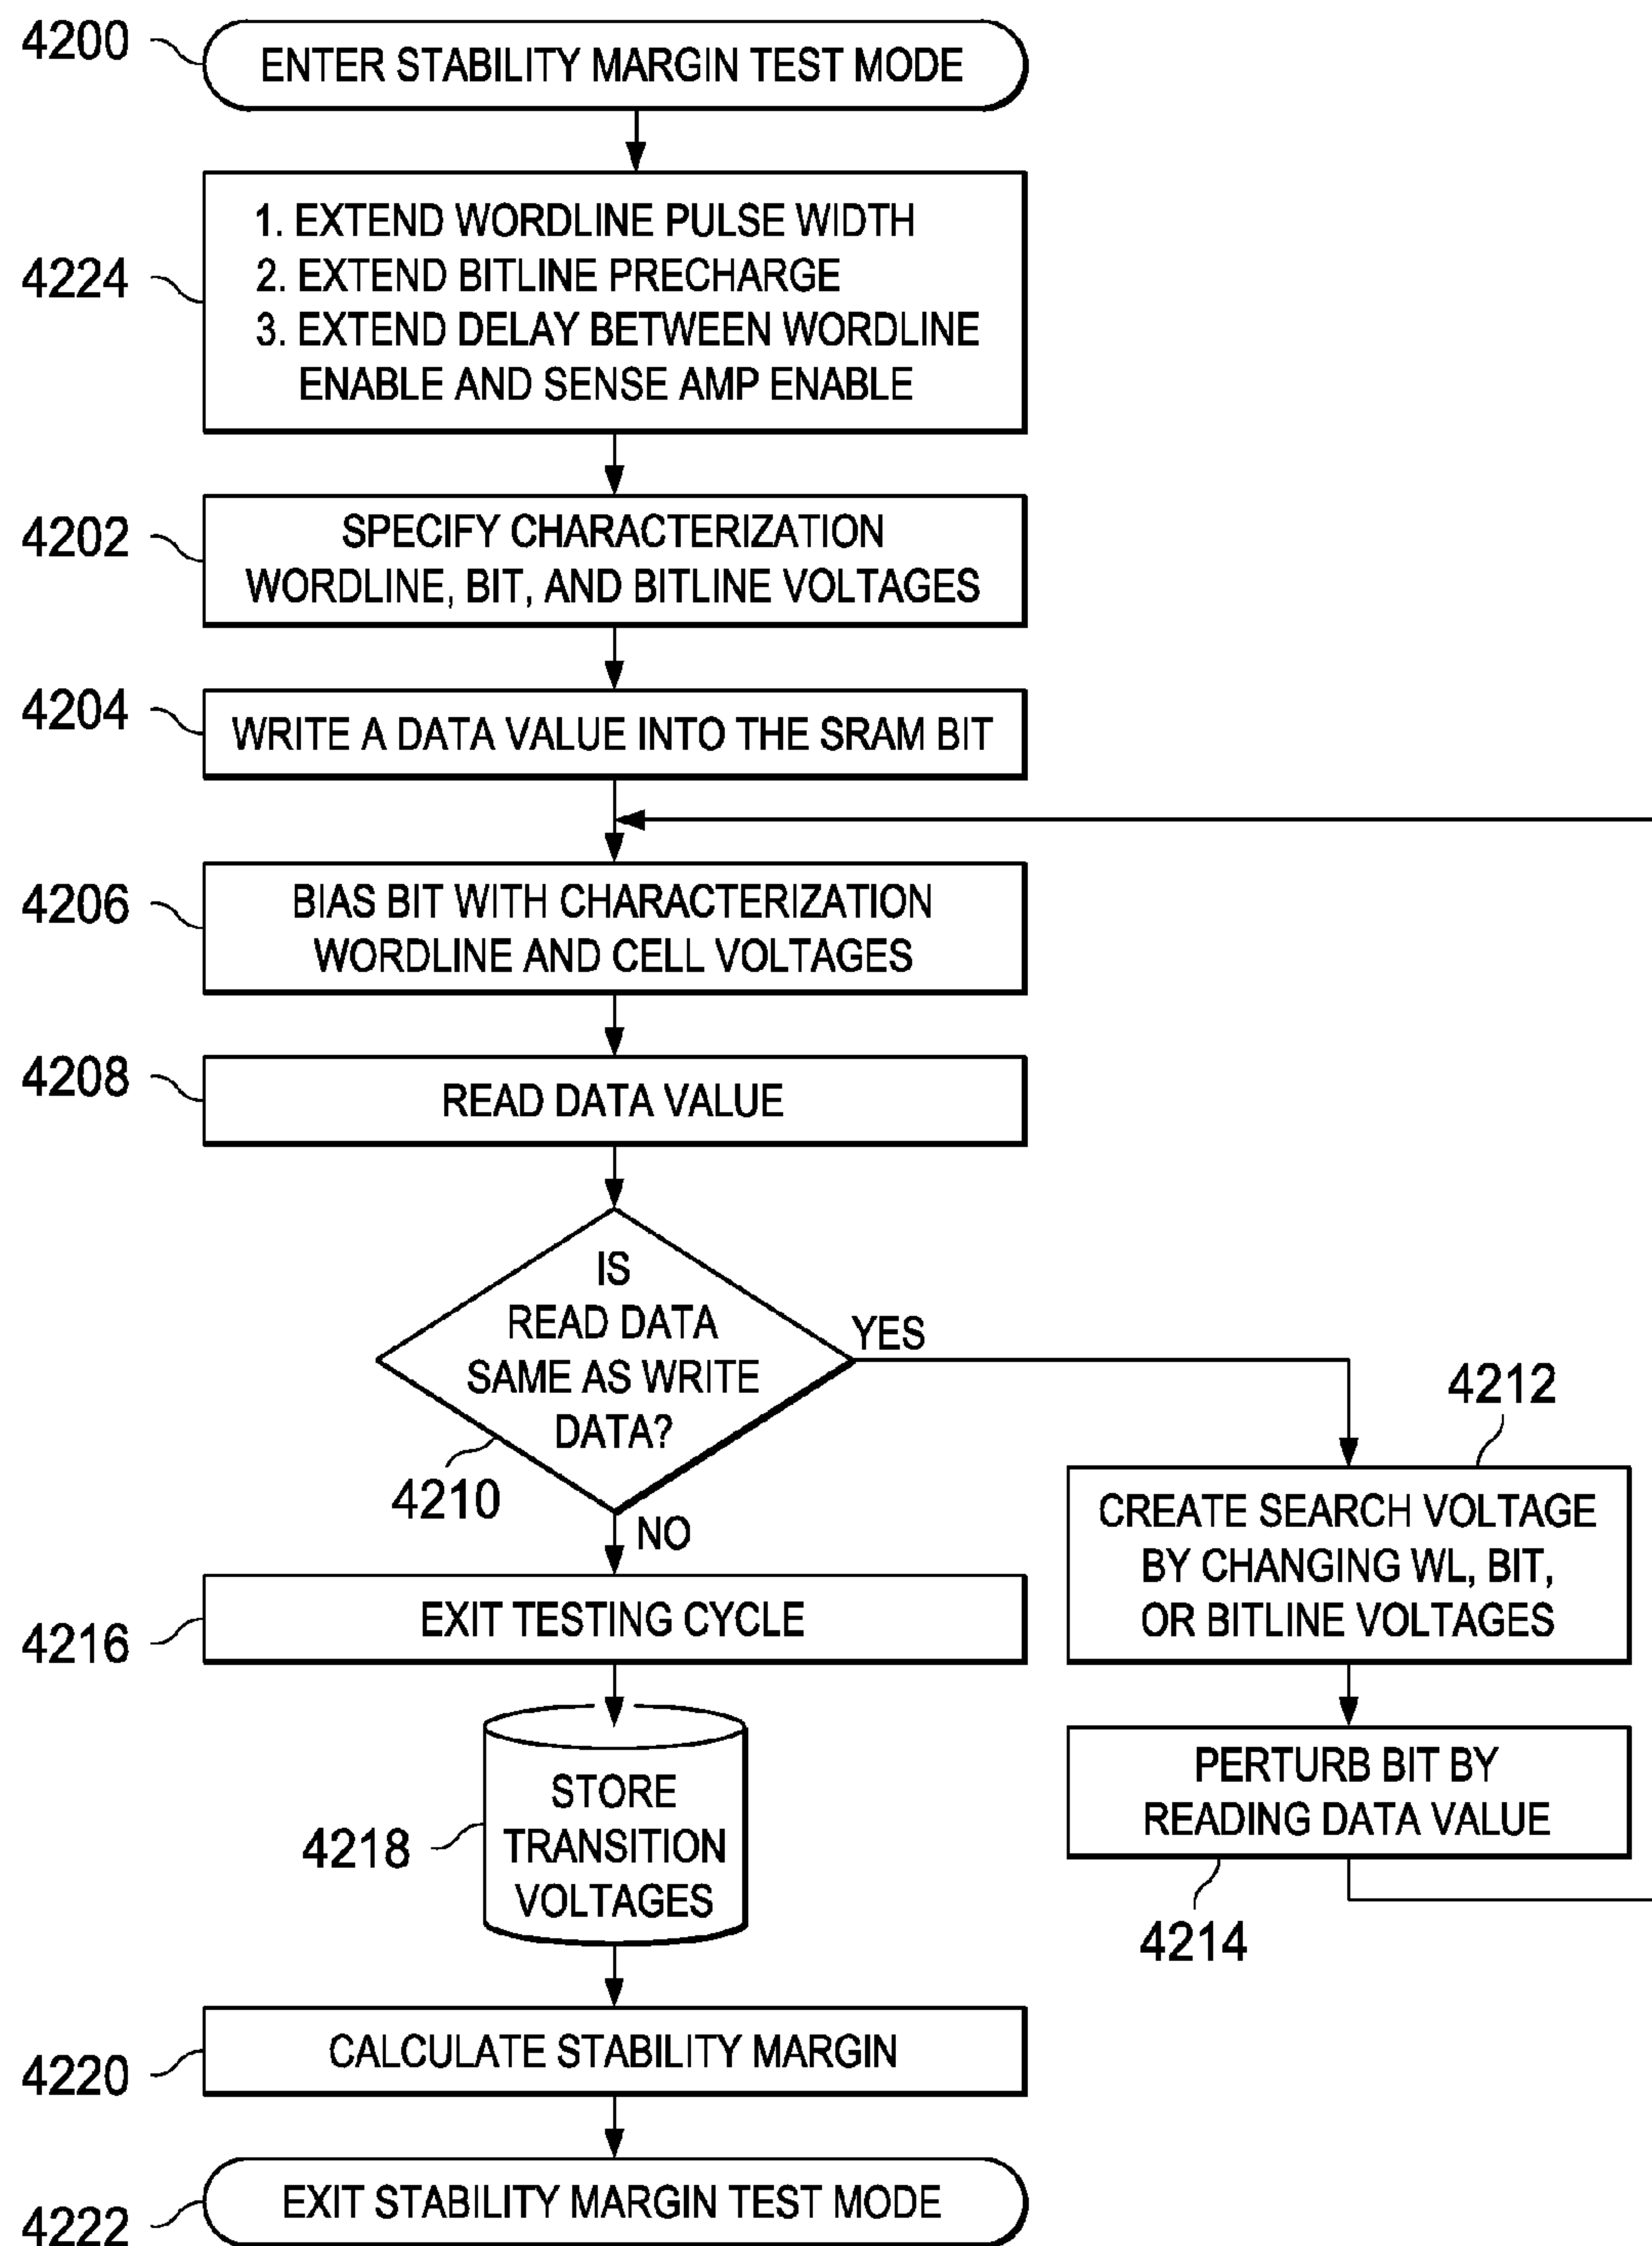 4200
ENTER STABILITY MARGIN TEST MODE
4224
1. EXTEND WORDLINE PULSE WIDTH
2. EXTEND BITLINE PRECHARGE
3. EXTEND DELAY BETWEEN WORDLINE
ENABLE AND SENSE AMP ENABLE
4202
SPECIFY CHARACTERIZATION
WORDLINE, BIT, AND BITLINE VOLTAGES
4204
WRITE A DATA VALUE INTO THE SRAM BIT
4206
BIAS BIT WITH CHARACTERIZATION
WORDLINE AND CELL VOLTAGES
4208
READ DATA VALUE
IS
READ DATA
SAME AS WRITE
DATA?
4210
YES
NO
4212
CREATE SEARCH VOLTAGE
BY CHANGING WL, BIT,
OR BITLINE VOLTAGES
PERTURB BIT BY
READING DATA VALUE
4214
4216
EXIT TESTING CYCLE
4218
STORE
TRANSITION
VOLTAGES
4220
CALCULATE STABILITY MARGIN
4222
EXIT STABILITY MARGIN TEST MODE